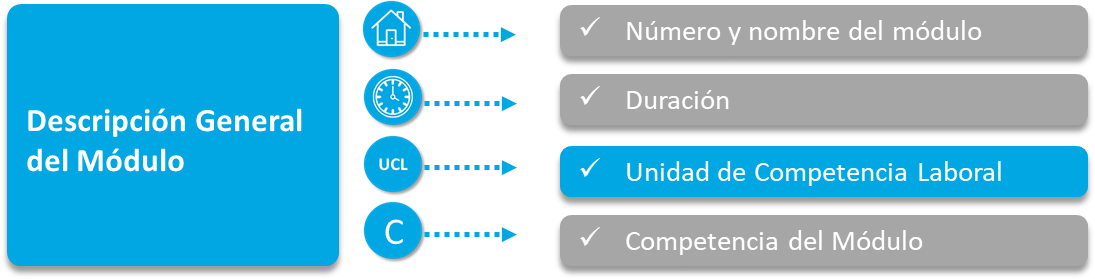 Descripción General
del Módulo
✓ Número y nombre del módulo
✓ Duración
UCL
✓ Unidad de Competencia Laboral
C
✓ Competencia del Módulo